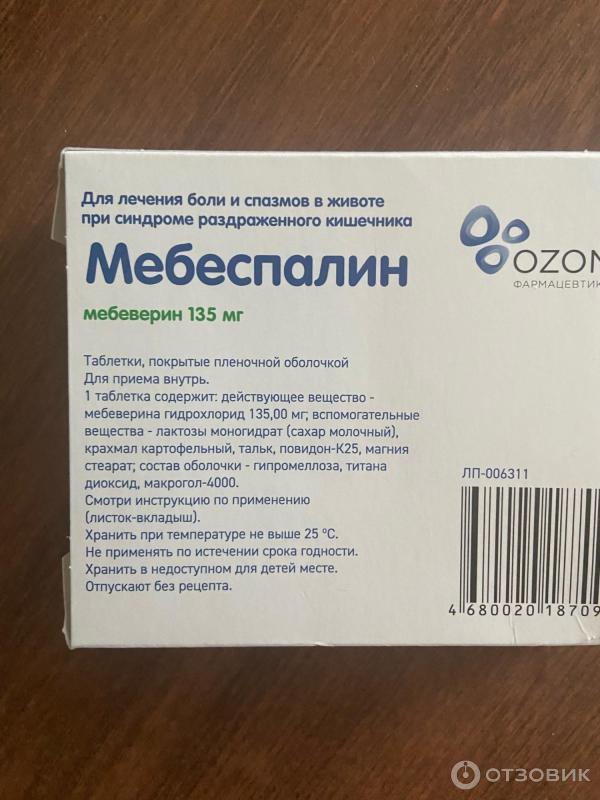 Для лечения боли и спазмов в животе
при синдроме раздраженного кишечника
Мебеспалин
мебеверин 135 мг
OZON
ФАРМАЦЕВТИК
Таблетки, покрытые пленочной оболочкой
Для приема внутрь.
1 таблетка содержит: действующее вещество -
мебеверина гидрохлорид 135,00 мг; вспомогательные
вещества - лактозы моногидрат (сахар молочный),
крахмал картофельный, тальк, повидон-К25, магния
стеарат; состав оболочки - гипромеллоза, титана
диоксид, макрогол-4000.
Смотри инструкцию по применению
(листок-вкладыш).
Хранить при температуре не выше 25 °С.
Не применять по истечении срока годности.
Хранить в недоступном для детей месте.
Отпускают без рецепта.
ЛП-006311
4 680020 18709
ОТЗОВИК